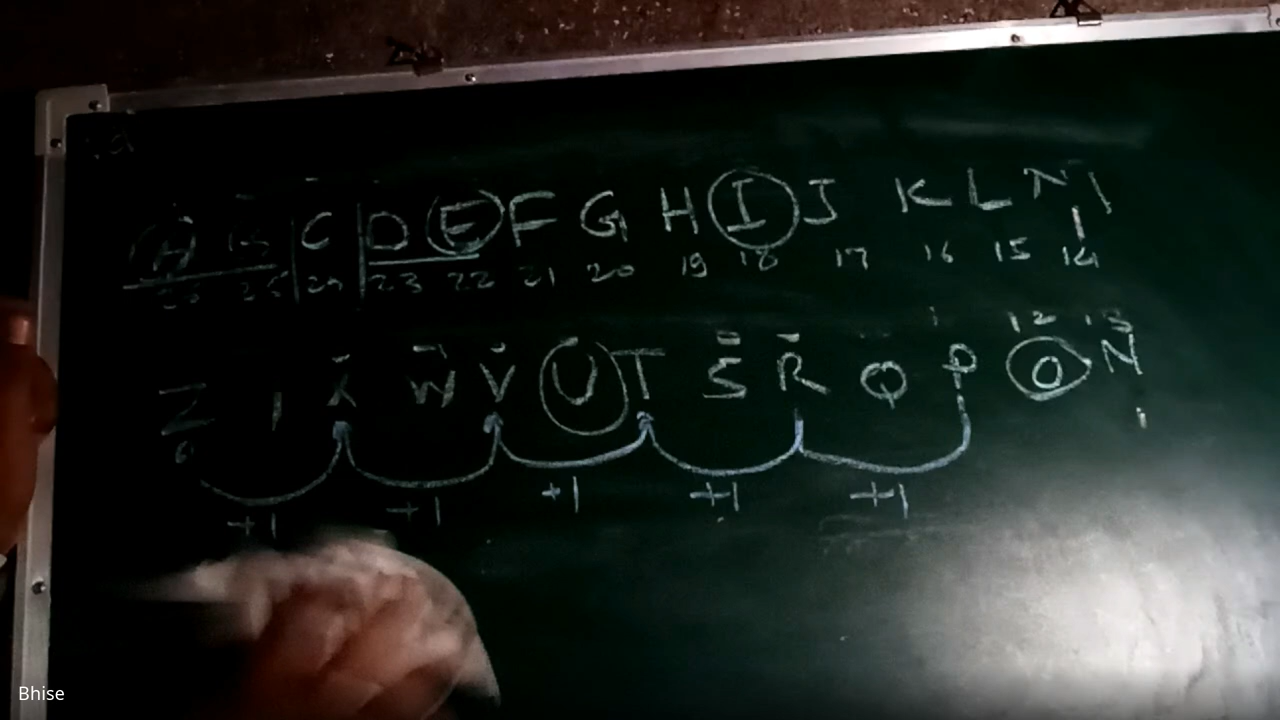 A B C D E F G H I J K L M
26 25 24 23 22 21 20 19 18 17 16 15 14
12 13
Z X W V U T S R Q P O N
+1 +1 +1 +1 +1
Bhise